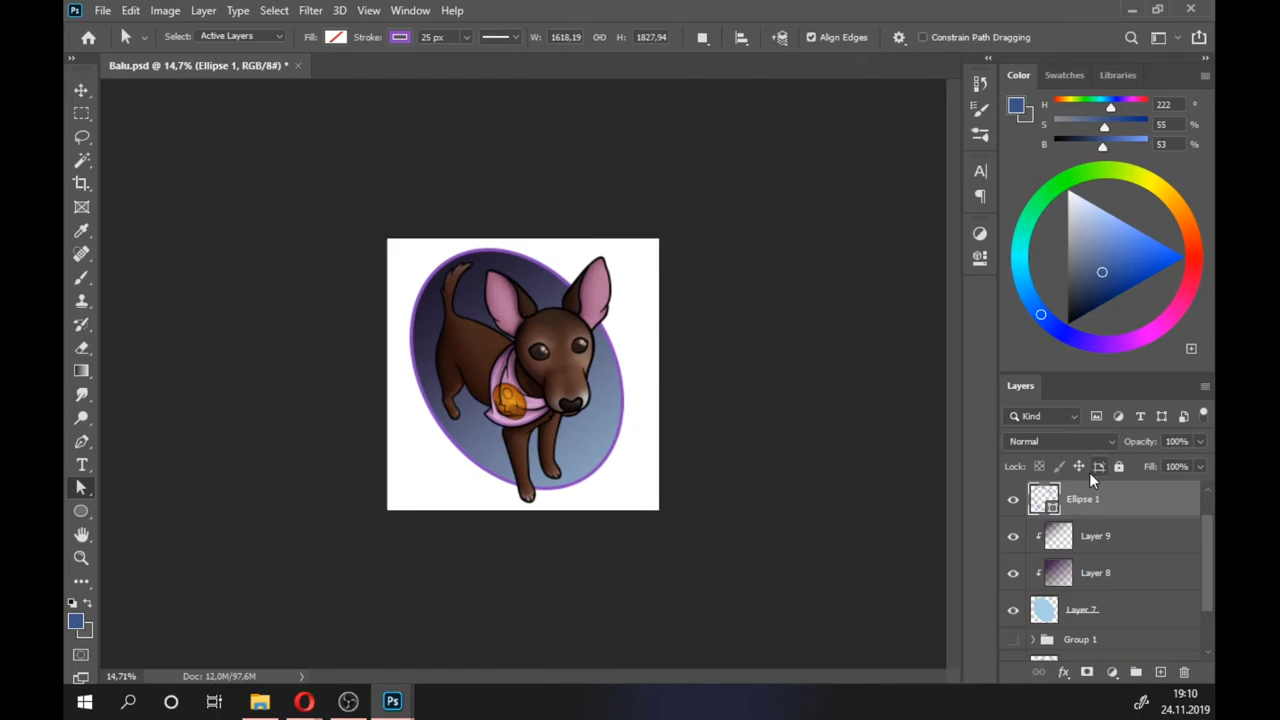 Ps File Edit Image Layer Type Select Filter 3D View Window Help
Select: Active Layers Fill: Stroke: 25 px W: 1618,19 H: 1827,94 Align Edges Constrain Path Dragging
Balu.psd @ 14,7% (Ellipse 1, RGB/8#) *
Color Swatches Libraries
H 222 °
S 55 %
B 53 %
Layers
Kind
Normal Opacity: 100%
Lock: Fill: 100%
Ellipse 1
Layer 9
Layer 8
Layer 7
Group 1
fx
14,71% Doc: 12,0M/97,6M
Ps
19:10
24.11.2019